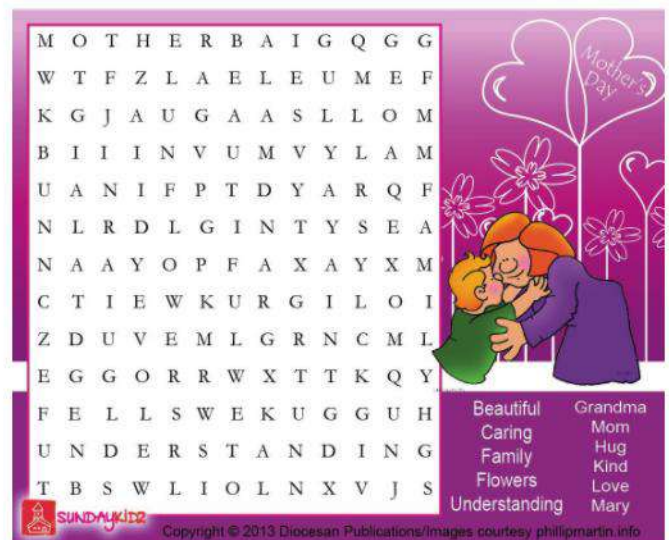 M O T H E R B A I G Q G G
W T F Z L A E L E U M E F
K G J A U G A A S L L O M
B I I I N V U M V Y L A M
U A N I F P T D Y A R Q F
N L R D L G I N T Y S E A
N A A Y O P F A X A Y X M
C T I E W K U R G I L O I
Z D U V E M L G R N C M L
E G G O R R W X T T K Q Y
F E L L S W E K U G G U H
U N D E R S T A N D I N G
T B S W L I O L N X V J S
Mother's
Day
Beautiful
Caring
Family
Flowers
Understanding
Grandma
Mom
Hug
Kind
Love
Mary
SUNDAYKIDZ
Copyright © 2013 Diocesan Publications/Images courtesy phillipmartin.info